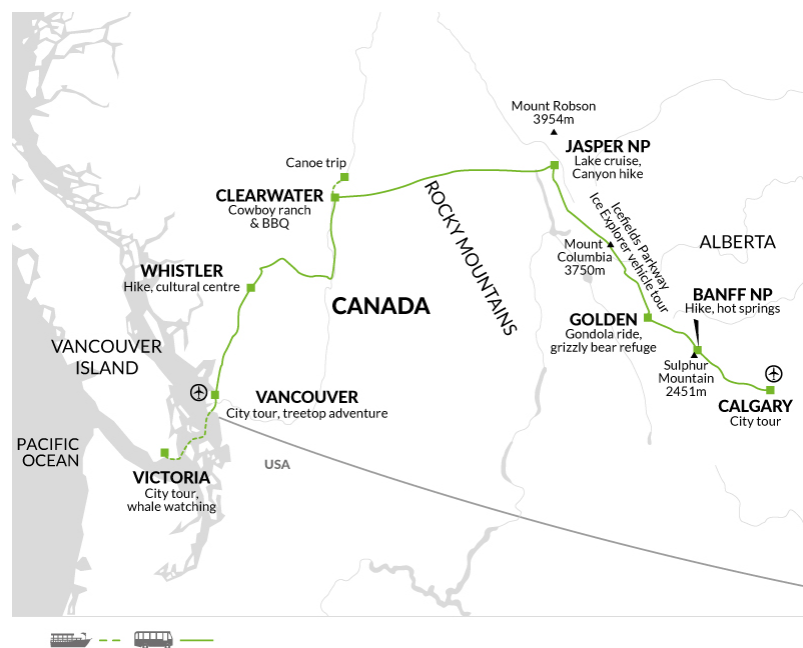 Mount Robson
3954m
JASPER NP
Lake cruise,
Canyon hike
Canoe trip
CLEARWATER
Cowboy ranch
& BBQ
ROCKY MOUNTAINS
Icefields Parkway
Ice Explorer vehicle tour
Mount
Columbia
3750m
ALBERTA
WHISTLER
Hike, cultural centre
CANADA
BANFF NP
Hike, hot springs
GOLDEN
Gondola ride,
grizzly bear refuge
VANCOUVER
ISLAND
Sulphur
Mountain
2451m
VANCOUVER
City tour, treetop adventure
CALGARY
City tour
PACIFIC
OCEAN
USA
VICTORIA
City tour,
whale watching